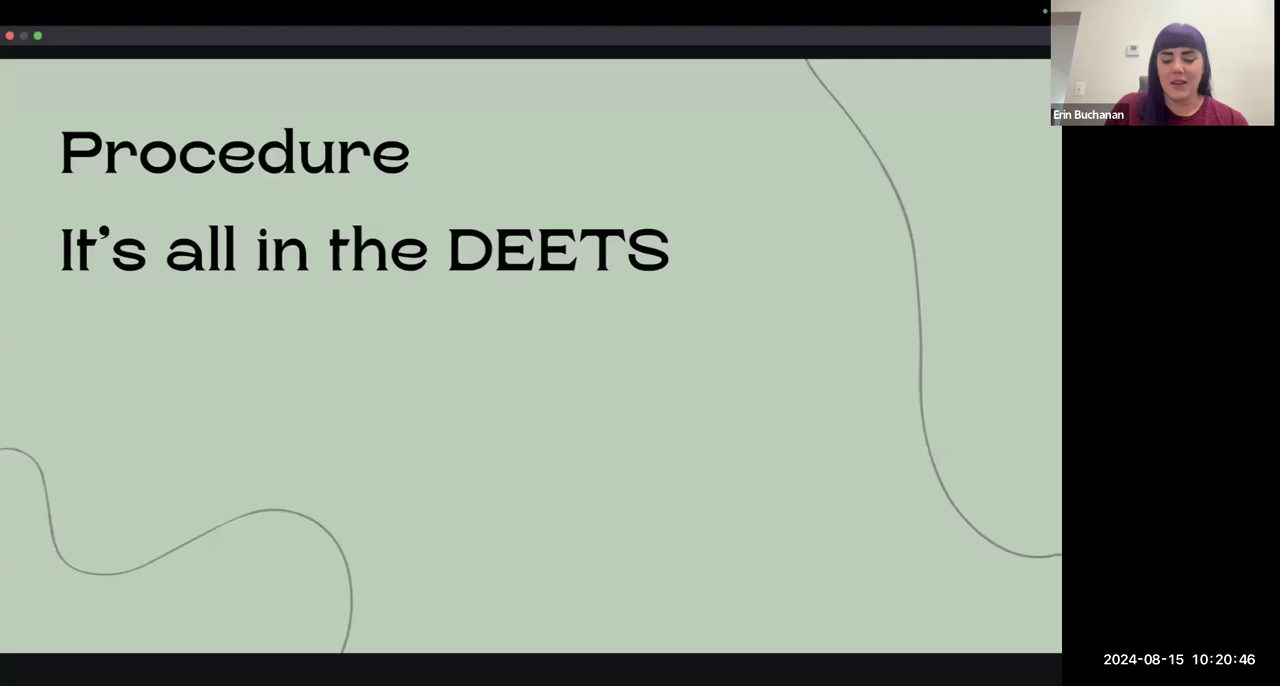 Procedure
It’s all in the DEETS
Erin Buchanan
2024-08-15 10:20:46